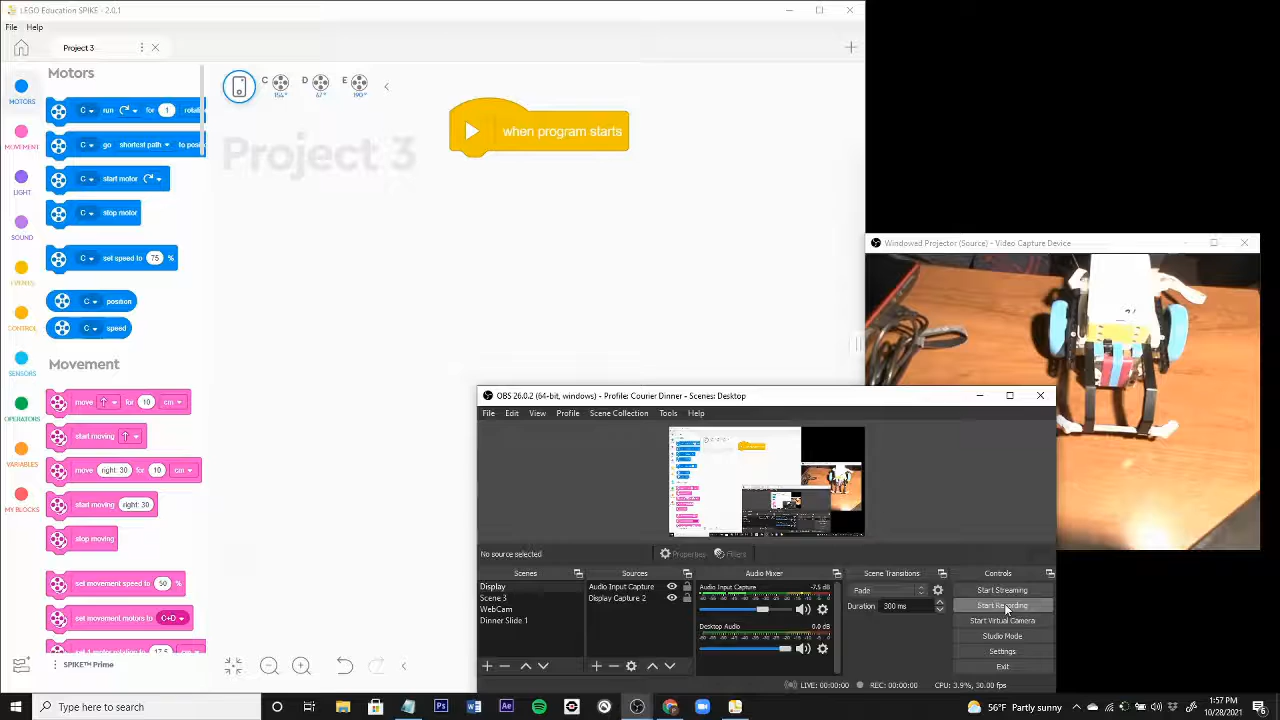 LEGO Education SPIKE - 2.0.1
File Help
Project 3
Motors
MOTORS
MOVEMENT
LIGHT
SOUND
EVENTS
CONTROL
SENSORS
OPERATORS
VARIABLES
MY BLOCKS
C run for 1
C go shortest path to
C start motor
C stop motor
C set speed to 75 %
C position
C speed
Movement
move for 10 cm
start moving
move right: 30 for 10 cm
start moving right: 30
stop moving
set movement speed to 50 %
set movement motors to C+D
C D E
154° 47° 190°
Project 3
when program starts
SPIKE™ Prime
Windowed Projector (Source) - Video Capture Device
OBS 26.0.2 (64-bit, windows) - Profile: Courier Dinner - Scenes: Desktop
File Edit View Profile Scene Collection Tools Help
No source selected
Properties Filters
Scenes
Display
Scene 3
WebCam
Dinner Slide 1
Sources
Audio Input Capture
Display Capture 2
Audio Mixer
Audio Input Capture -7.5 dB
Desktop Audio 0.0 dB
Scene Transitions
Fade
Duration 300 ms
Controls
Start Streaming
Start Recording
Start Virtual Camera
Studio Mode
Settings
Exit
LIVE: 00:00:00 REC: 00:00:00 CPU: 3.9%, 30.00 fps
Type here to search
56°F Partly sunny
1:57 PM
10/28/2021